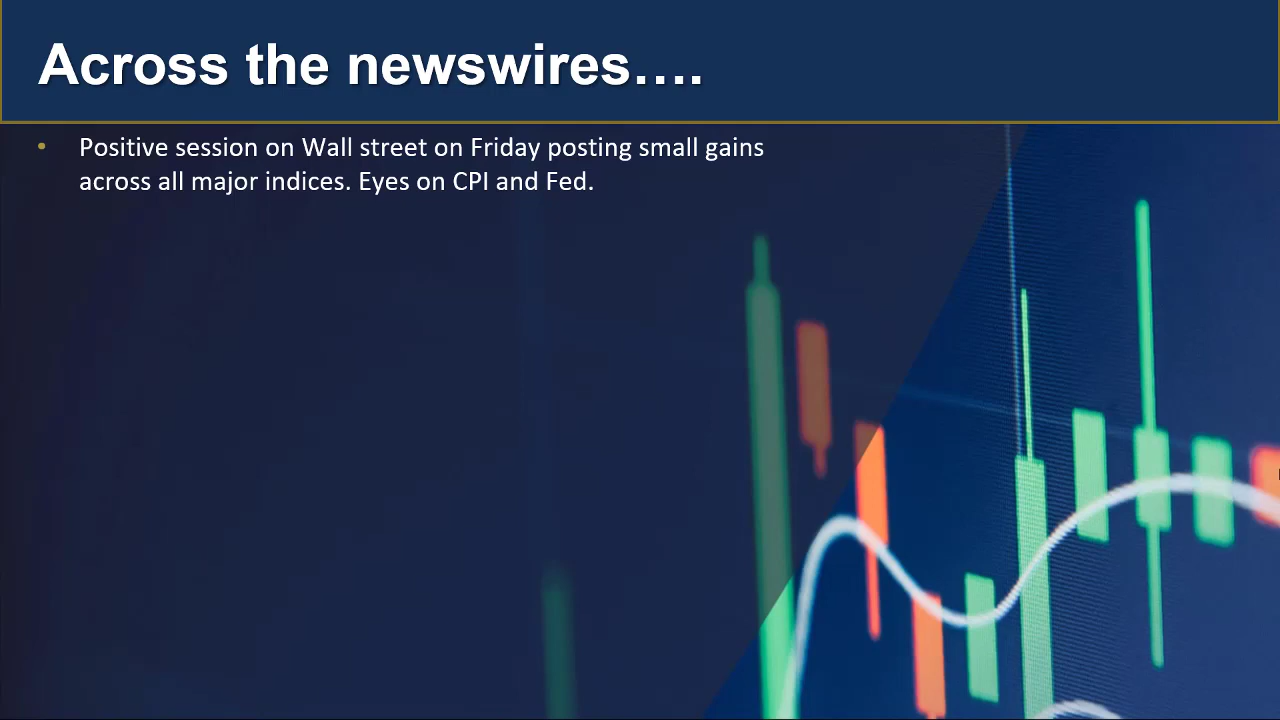 Across the newswires….
• Positive session on Wall street on Friday posting small gains
across all major indices. Eyes on CPI and Fed.